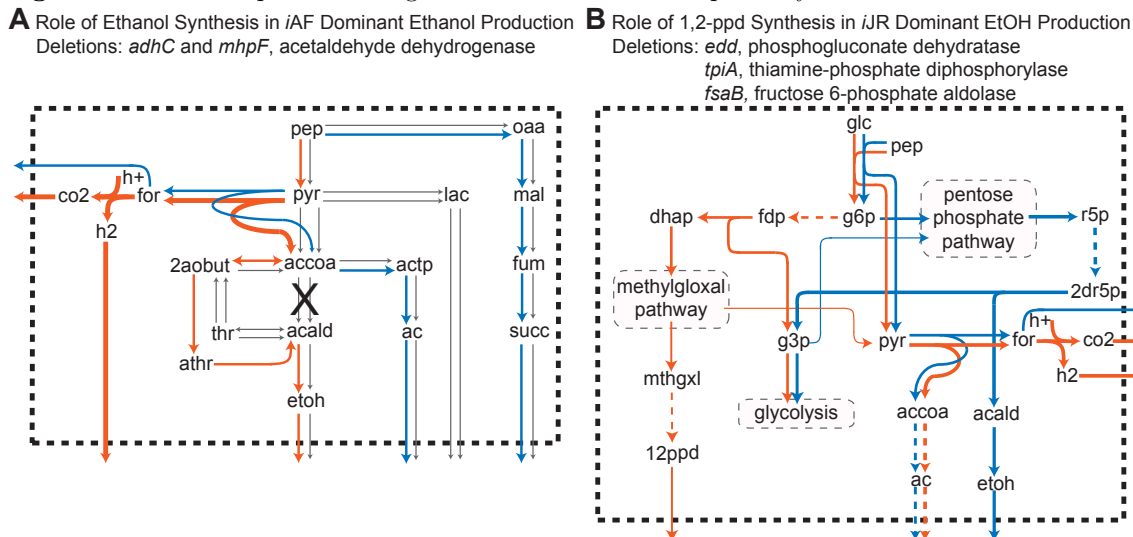 A Role of Ethanol Synthesis in iAF Dominant Ethanol Production
Deletions: adhC and mhpF, acetaldehyde dehydrogenase
pep
oaa
h+
co2
for
pyr
lac
mal
h2
2aobut
accoa
actp
fum
X
thr
acald
ac
succ
athr
etoh
B Role of 1,2-ppd Synthesis in iJR Dominant EtOH Production
Deletions: edd, phosphogluconate dehydratase
tpiA, thiamine-phosphate diphosphorylase
fsaB, fructose 6-phosphate aldolase
glc
pep
dhap
fdp
g6p
pentose
phosphate
pathway
r5p
methylgloxal
pathway
2dr5p
g3p
pyr
for
h+
co2
h2
mthgxl
glycolysis
accoa
acald
12ppd
ac
etoh